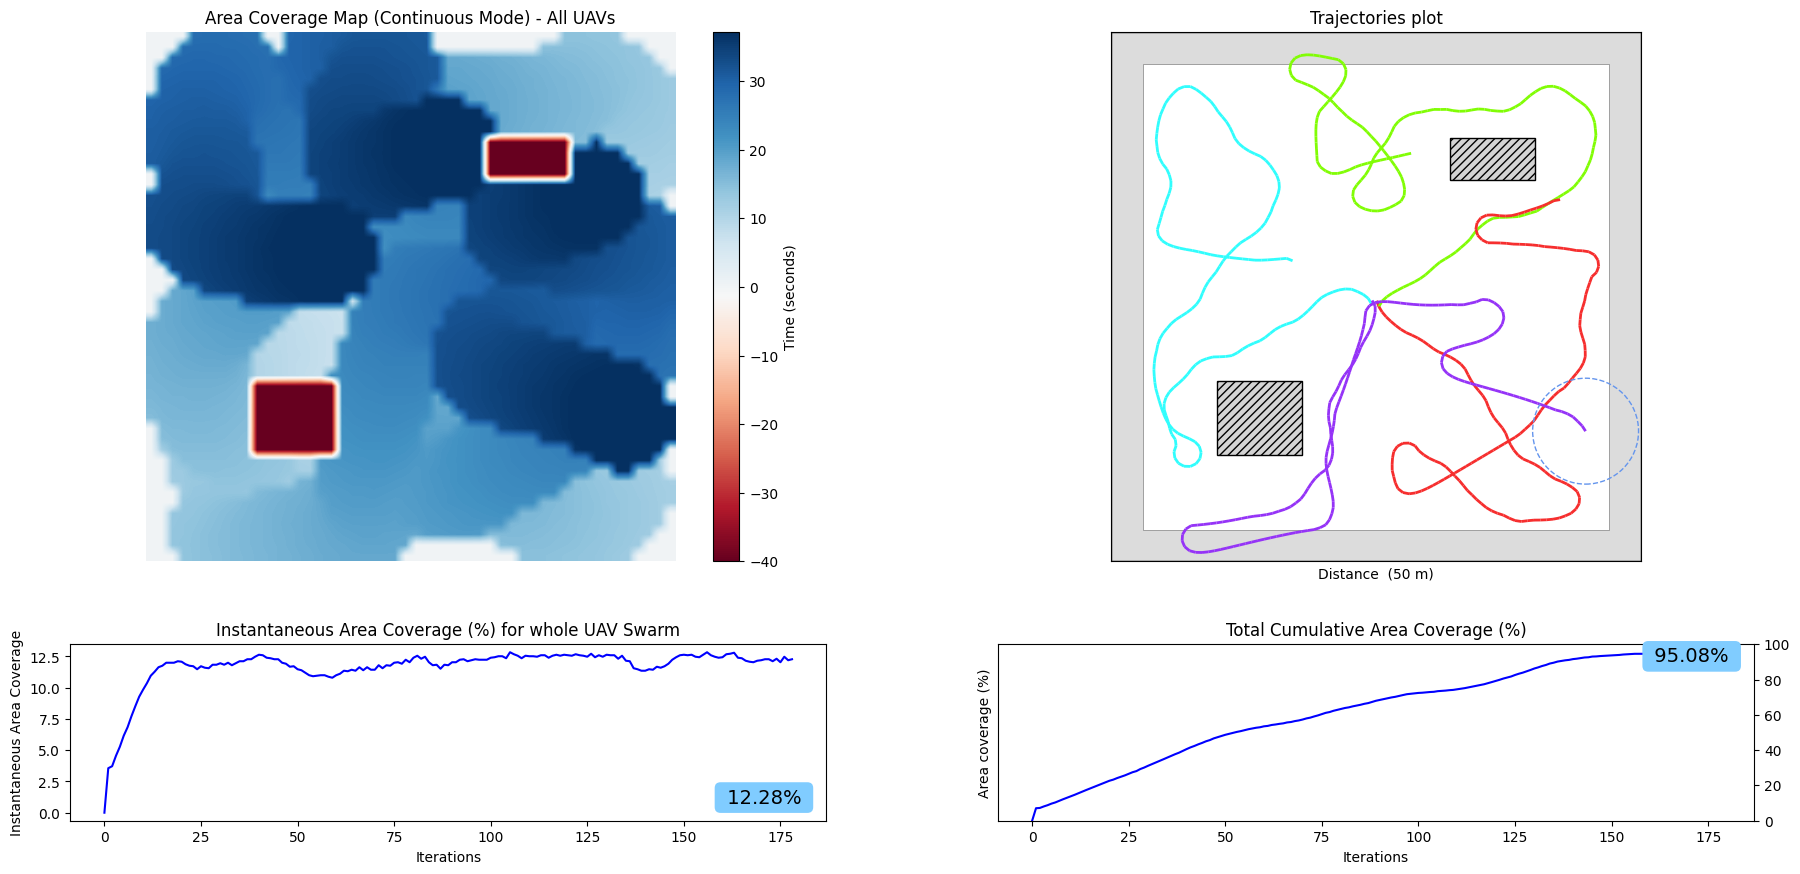 Area Coverage Map (Continuous Mode) - All UAVs
30
20
10
0
−10
−20
−30
−40
Time (seconds)
Trajectories plot
Distance  (50 m)
Instantaneous Area Coverage (%) for whole UAV Swarm
Instantaneous Area Coverage
12.5
10.0
7.5
5.0
2.5
0.0
12.28%
0 25 50 75 100 125 150 175
Iterations
Total Cumulative Area Coverage (%)
Area coverage (%)
95.08%
100
80
60
40
20
0
0 25 50 75 100 125 150 175
Iterations